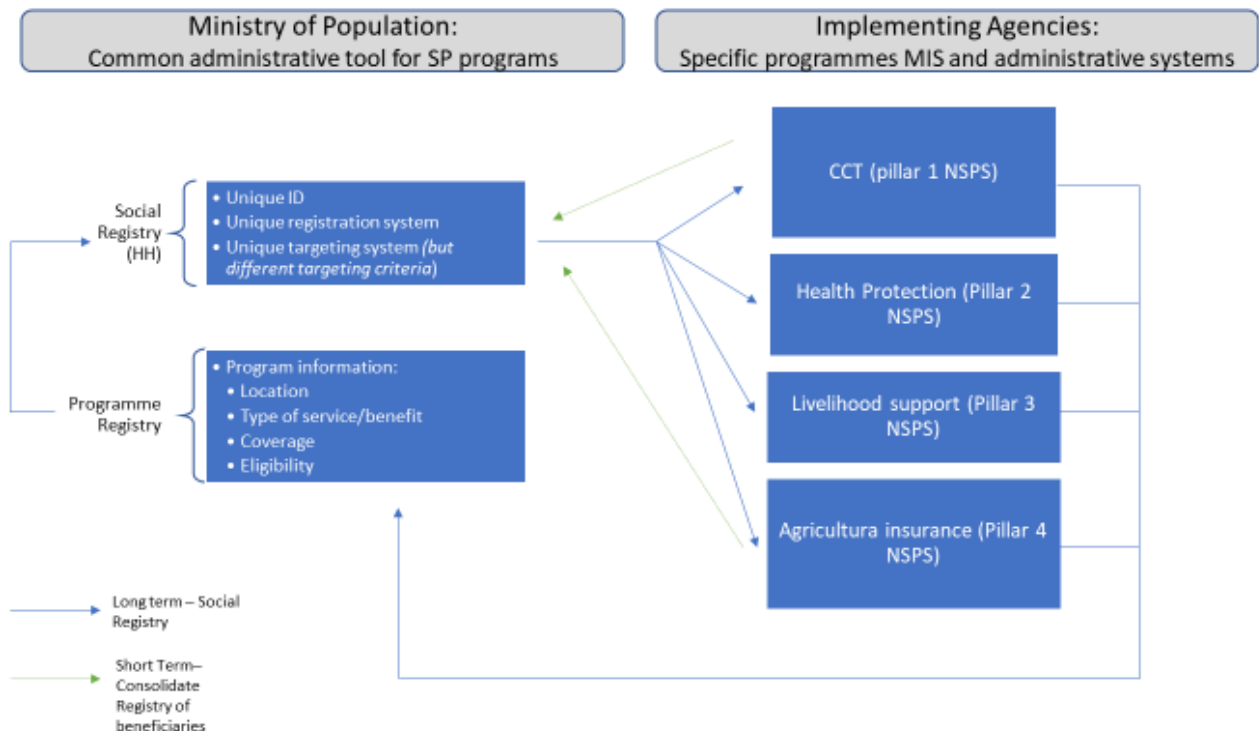 Ministry of Population:
Common administrative tool for SP programs
Implementing Agencies:
Specific programmes MIS and administrative systems
Social
Registry
(HH)
• Unique ID
• Unique registration system
• Unique targeting system (but
different targeting criteria)
Programme
Registry
• Program information:
• Location
• Type of service/benefit
• Coverage
• Eligibility
CCT (pillar 1 NSPS)
Health Protection (Pillar 2
NSPS)
Livelihood support (Pillar 3
NSPS)
Agricultura insurance (Pillar 4
NSPS)
Long term – Social
Registry
Short Term–
Consolidate
Registry of
beneficiaries